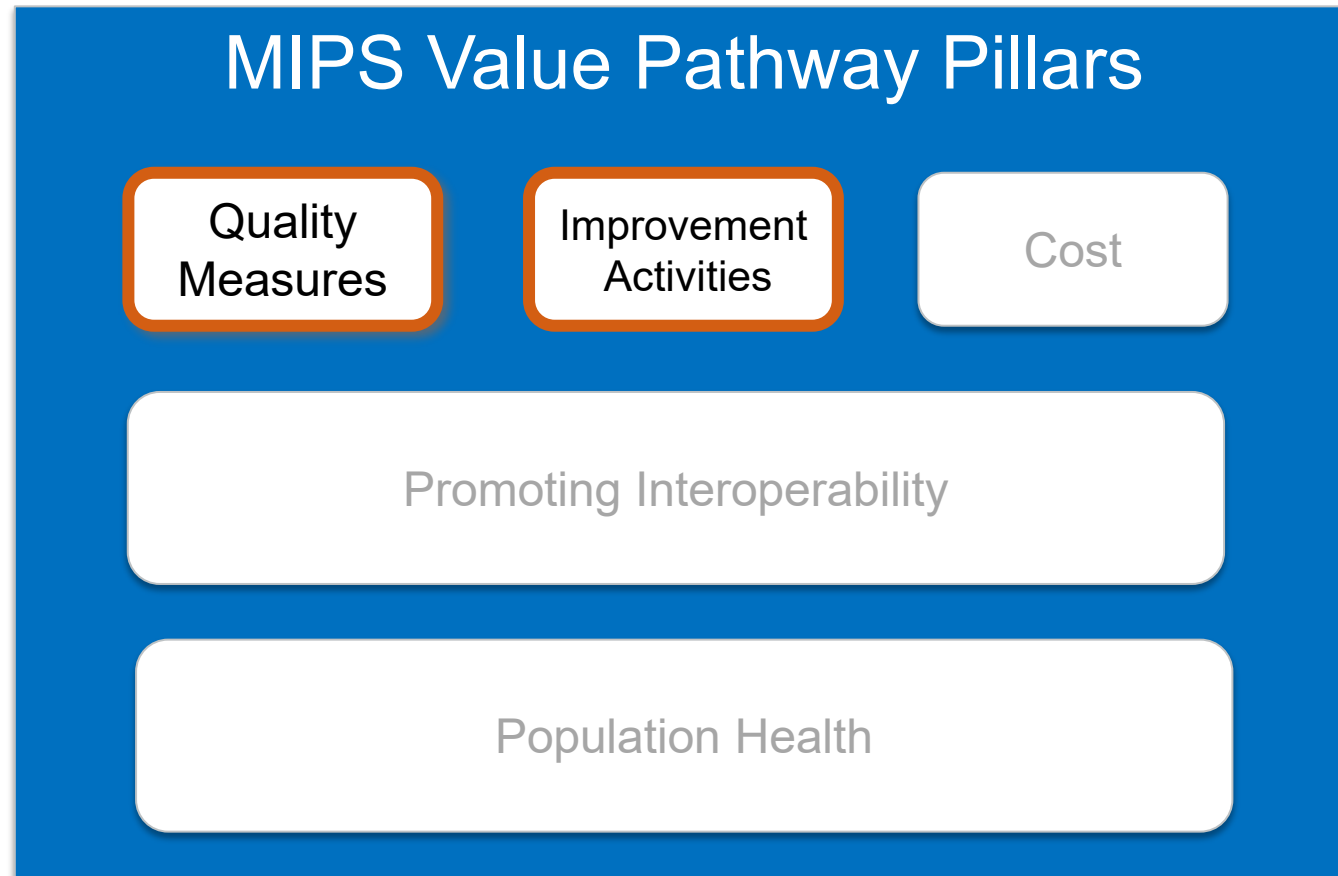 MIPS Value Pathway Pillars
Quality
Measures
Improvement
Activities
Cost
Promoting Interoperability
Population Health